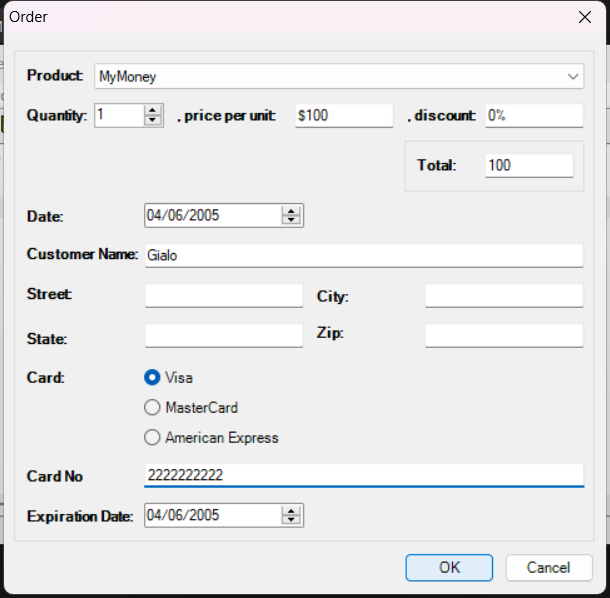 Order
Product: MyMoney
Quantity: 1 . price per unit: $100 . discount: 0%
Total: 100
Date: 04/06/2005
Customer Name: Gialo
Street: City:
State: Zip:
Card: Visa
MasterCard
American Express
Card No 2222222222
Expiration Date: 04/06/2005
OK Cancel